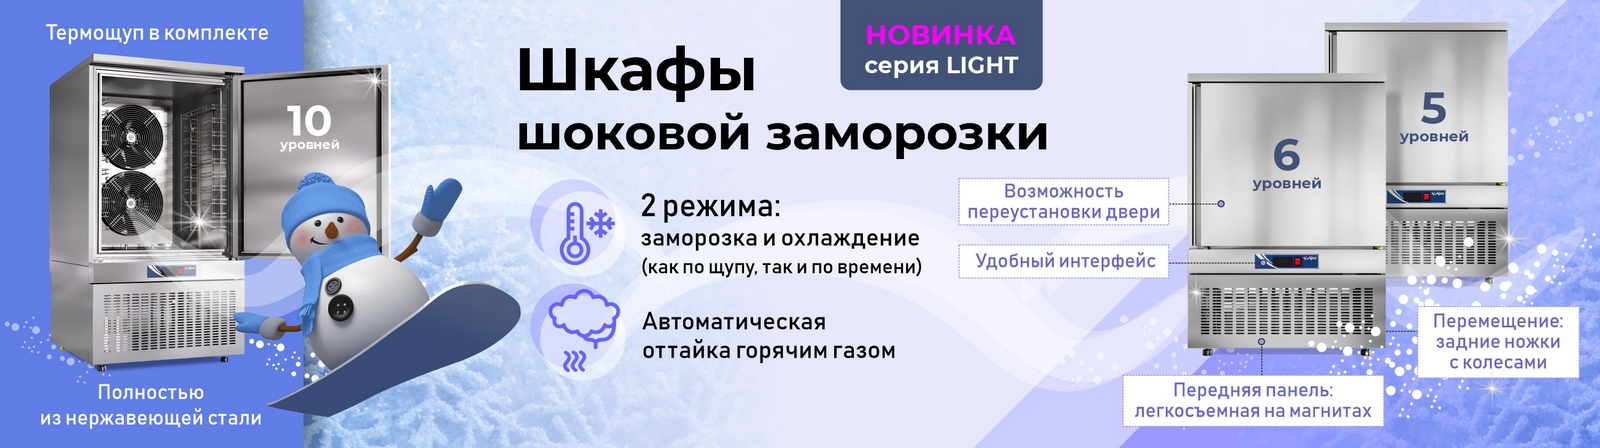 Термощуп в комплекте
10
уровней
Полностью
из нержавеющей стали
НОВИНКА
серия LIGHT
Шкафы
шоковой заморозки
2 режима:
заморозка и охлаждение
(как по щупу, так и по времени)
Автоматическая
оттайка горячим газом
Возможность
переустановки двери
Удобный интерфейс
6
уровней
5
уровней
Перемещение:
задние ножки
с колесами
Передняя панель:
легкосъемная на магнитах